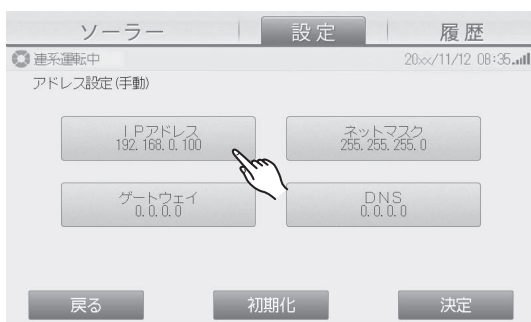 ソーラー 設定 履歴
連系運転中 20xx/11/12 08:35
アドレス設定(手動)
IPアドレス
192.168.0.100
ネットマスク
255.255.255.0
ゲートウェイ
0.0.0.0
DNS
0.0.0.0
戻る 初期化 決定